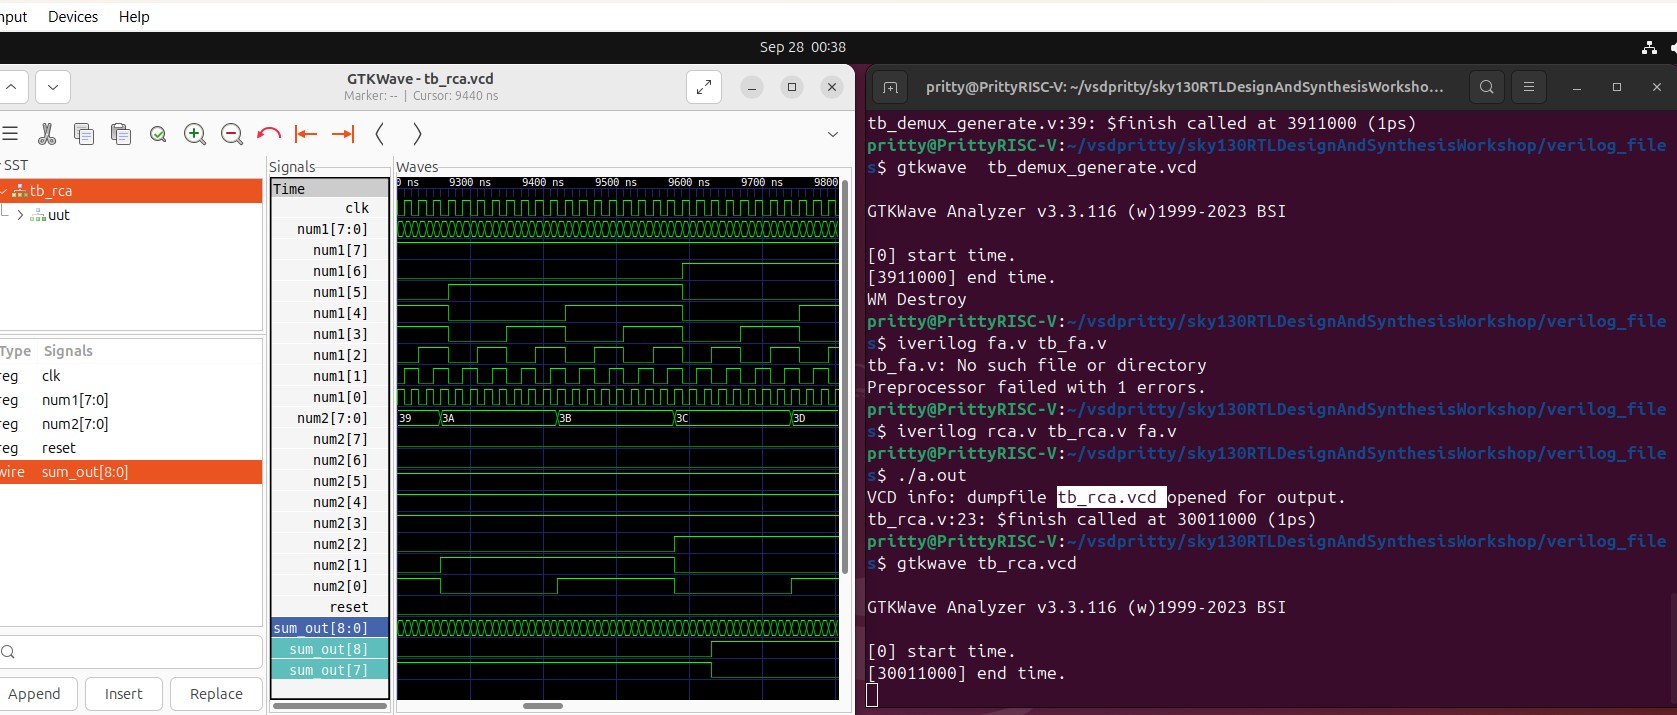 nput Devices Help
Sep 28 00:38
GTKWave - tb_rca.vcd
Marker: -- | Cursor: 9440 ns
SST
tb_rca
uut
Type Signals
reg clk
reg num1[7:0]
reg num2[7:0]
reg reset
wire sum_out[8:0]
Append Insert Replace
Signals
Time
clk
num1[7:0]
num1[7]
num1[6]
num1[5]
num1[4]
num1[3]
num1[2]
num1[1]
num1[0]
num2[7:0]
num2[7]
num2[6]
num2[5]
num2[4]
num2[3]
num2[2]
num2[1]
num2[0]
reset
sum_out[8:0]
sum_out[8]
sum_out[7]
Waves
0 ns 9300 ns 9400 ns 9500 ns 9600 ns 9700 ns 9800
39 3A 3B 3C 3D
pritty@PrittyRISC-V: ~/vsdpritty/sky130RTLDesignAndSynthesisWorksho...
tb_demux_generate.v:39: $finish called at 3911000 (1ps)
pritty@PrittyRISC-V:~/vsdpritty/sky130RTLDesignAndSynthesisWorkshop/verilog_file
s$ gtkwave  tb_demux_generate.vcd
GTKWave Analyzer v3.3.116 (w)1999-2023 BSI
[0] start time.
[3911000] end time.
WM Destroy
pritty@PrittyRISC-V:~/vsdpritty/sky130RTLDesignAndSynthesisWorkshop/verilog_file
s$ iverilog fa.v tb_fa.v
tb_fa.v: No such file or directory
Preprocessor failed with 1 errors.
pritty@PrittyRISC-V:~/vsdpritty/sky130RTLDesignAndSynthesisWorkshop/verilog_file
s$ iverilog rca.v tb_rca.v fa.v
pritty@PrittyRISC-V:~/vsdpritty/sky130RTLDesignAndSynthesisWorkshop/verilog_file
s$ ./a.out
VCD info: dumpfile tb_rca.vcd opened for output.
tb_rca.v:23: $finish called at 30011000 (1ps)
pritty@PrittyRISC-V:~/vsdpritty/sky130RTLDesignAndSynthesisWorkshop/verilog_file
s$ gtkwave tb_rca.vcd
GTKWave Analyzer v3.3.116 (w)1999-2023 BSI
[0] start time.
[30011000] end time.